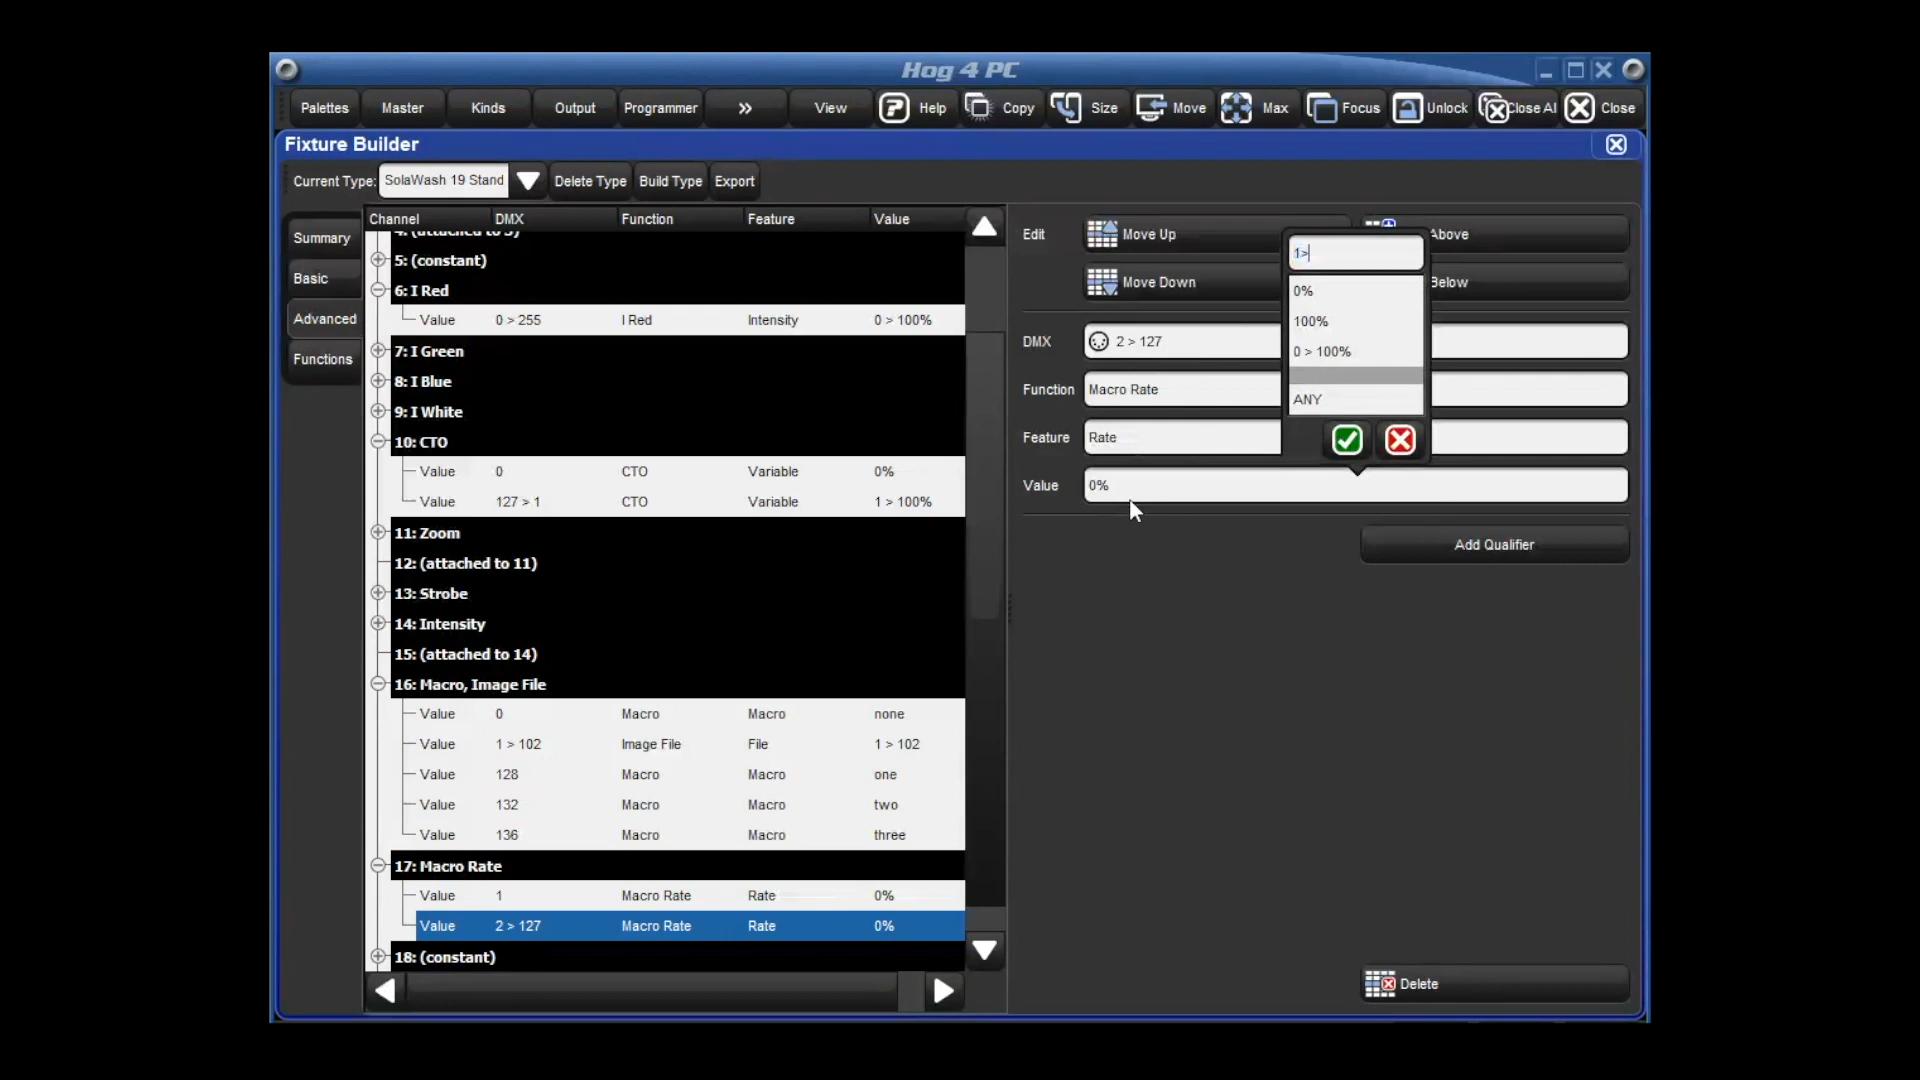 Hog 4 PC
Palettes Master Kinds Output Programmer » View Help Copy Size Move Max Focus Unlock Close Al Close
Fixture Builder
Current Type: SolaWash 19 Stand Delete Type Build Type Export
Summary
Basic
Advanced
Functions
Channel DMX Function Feature Value
4: (attached to 3)
5: (constant)
6: I Red
Value 0 > 255 I Red Intensity 0 > 100%
7: I Green
8: I Blue
9: I White
10: CTO
Value 0 CTO Variable 0%
Value 127 > 1 CTO Variable 1 > 100%
11: Zoom
12: (attached to 11)
13: Strobe
14: Intensity
15: (attached to 14)
16: Macro, Image File
Value 0 Macro Macro none
Value 1 > 102 Image File File 1 > 102
Value 128 Macro Macro one
Value 132 Macro Macro two
Value 136 Macro Macro three
17: Macro Rate
Value 1 Macro Rate Rate 0%
Value 2 > 127 Macro Rate Rate 0%
18: (constant)
Edit Move Up Above
Move Down Below
DMX 2 > 127
Function Macro Rate
Feature Rate
Value 0%
1>
0%
100%
0 > 100%
ANY
Add Qualifier
Delete